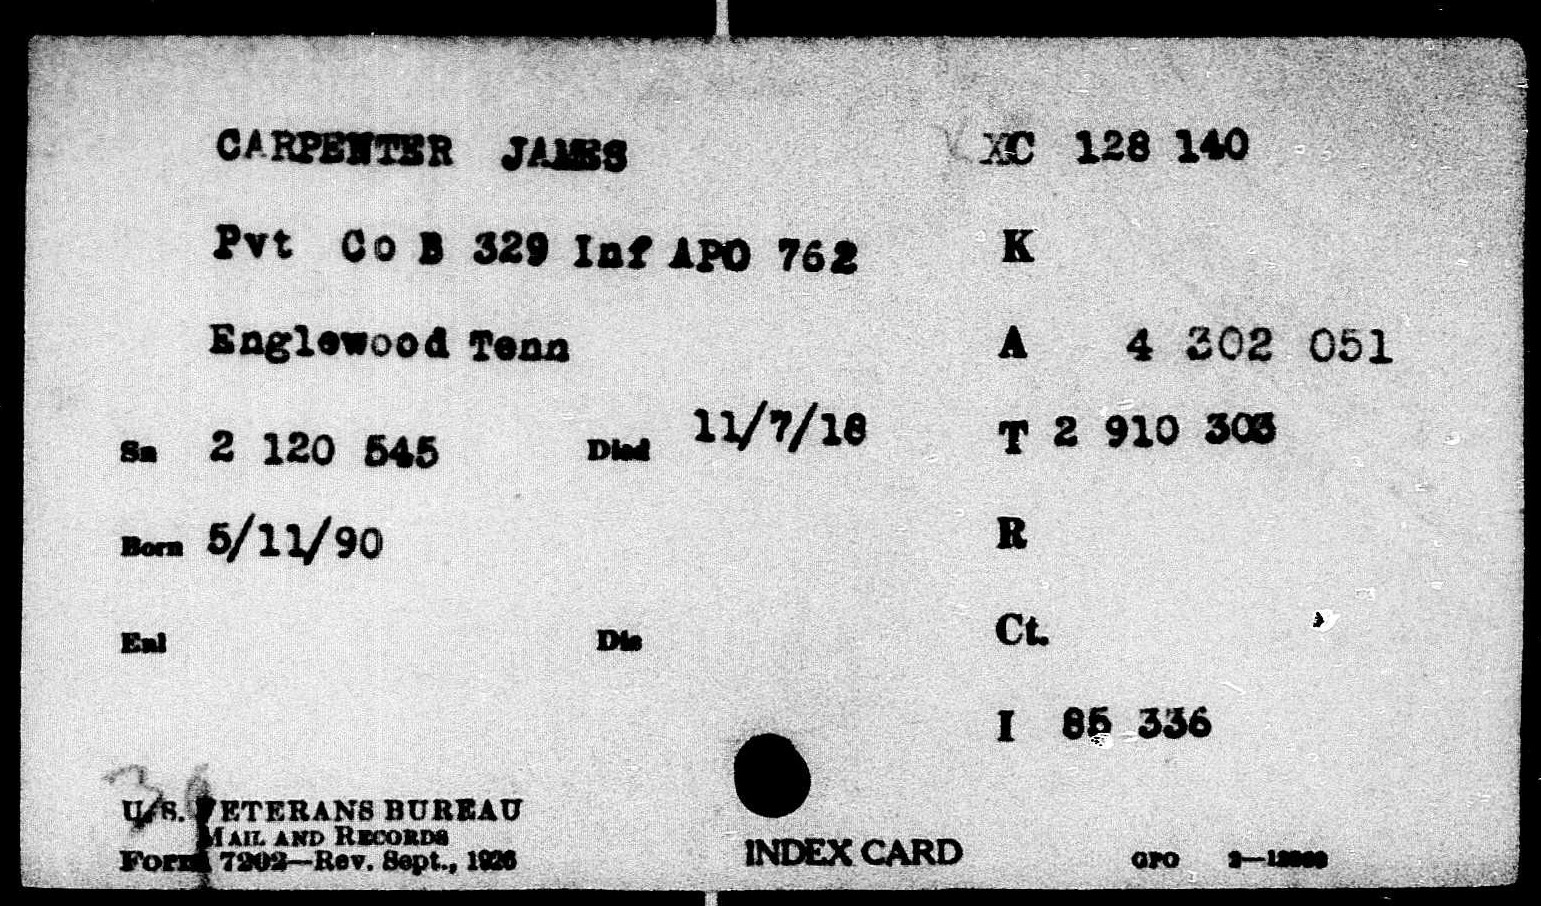 CARPENTER JAMES XC 128 140
Pvt Co B 329 Inf APO 762 K
Englewood Tenn A 4 302 051
Sn 2 120 545 Died 11/7/18 T 2 910 303
Born 5/11/90 R
Enl Dis Ct.
I 85 336
U.S. VETERANS BUREAU
MAIL AND RECORDS
Form 7202—Rev. Sept., 1926
INDEX CARD
GPO